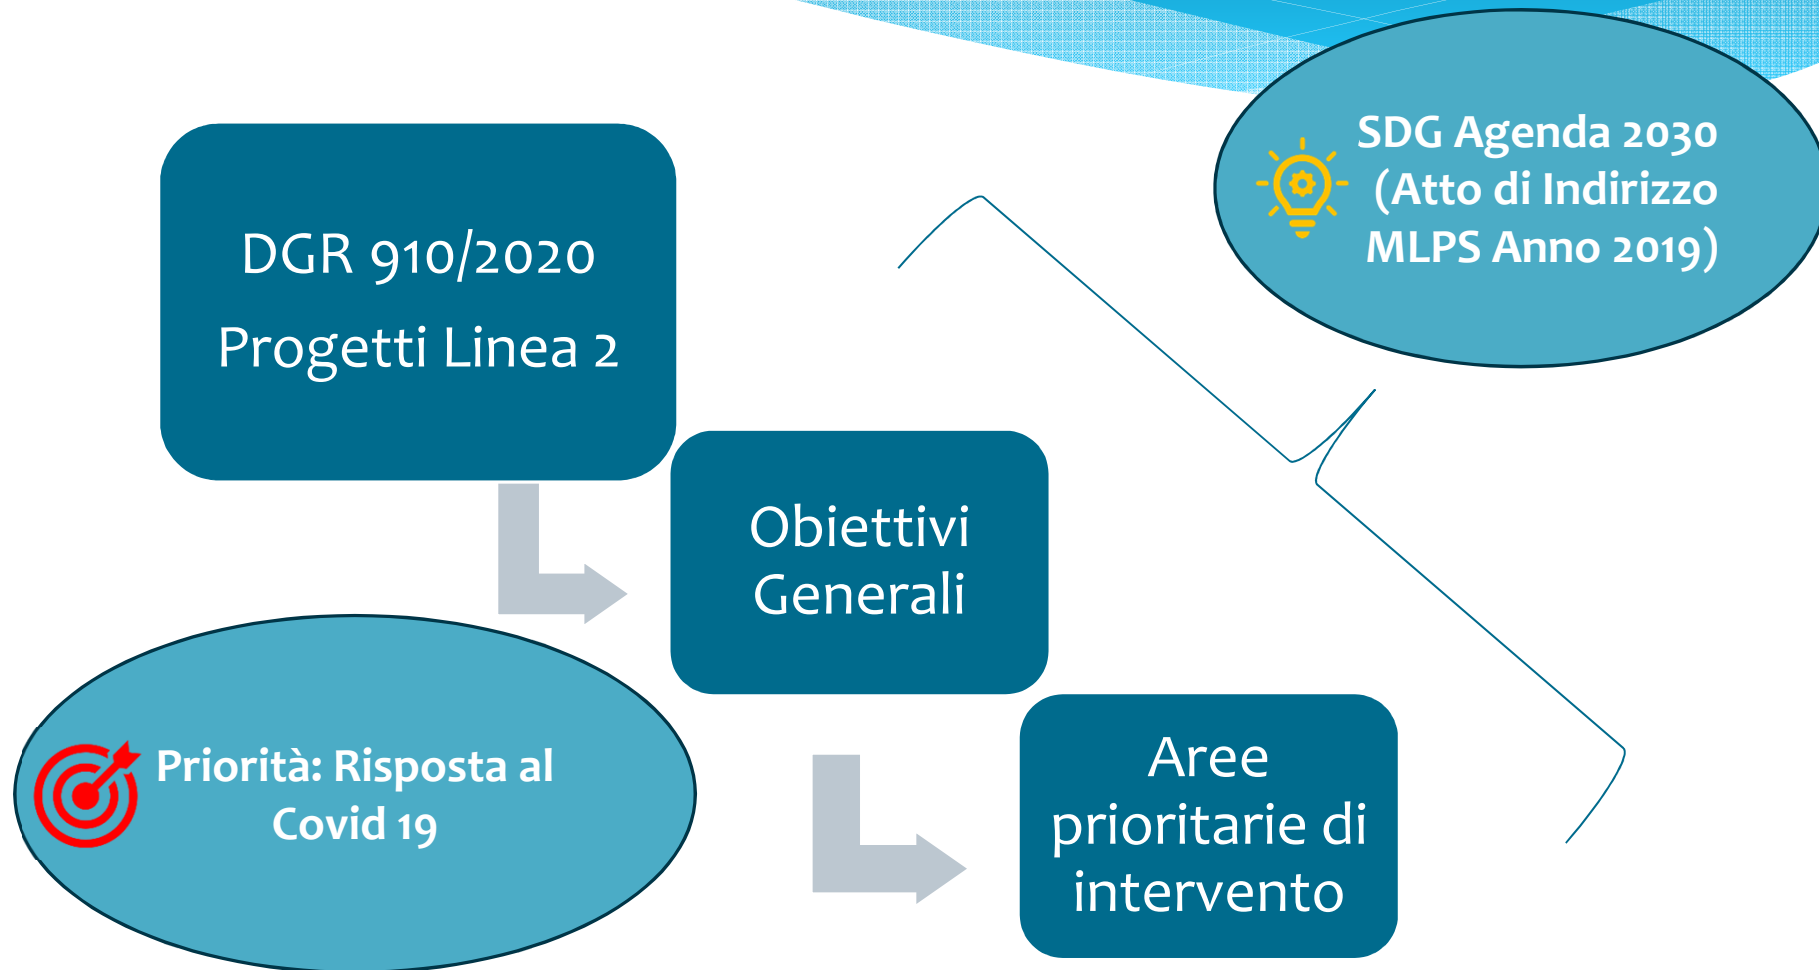 SDG Agenda 2030
(Atto di Indirizzo
MLPS Anno 2019)
DGR 910/2020
Progetti Linea 2
Obiettivi
Generali
Priorità: Risposta al
Covid 19
Aree
prioritarie di
intervento